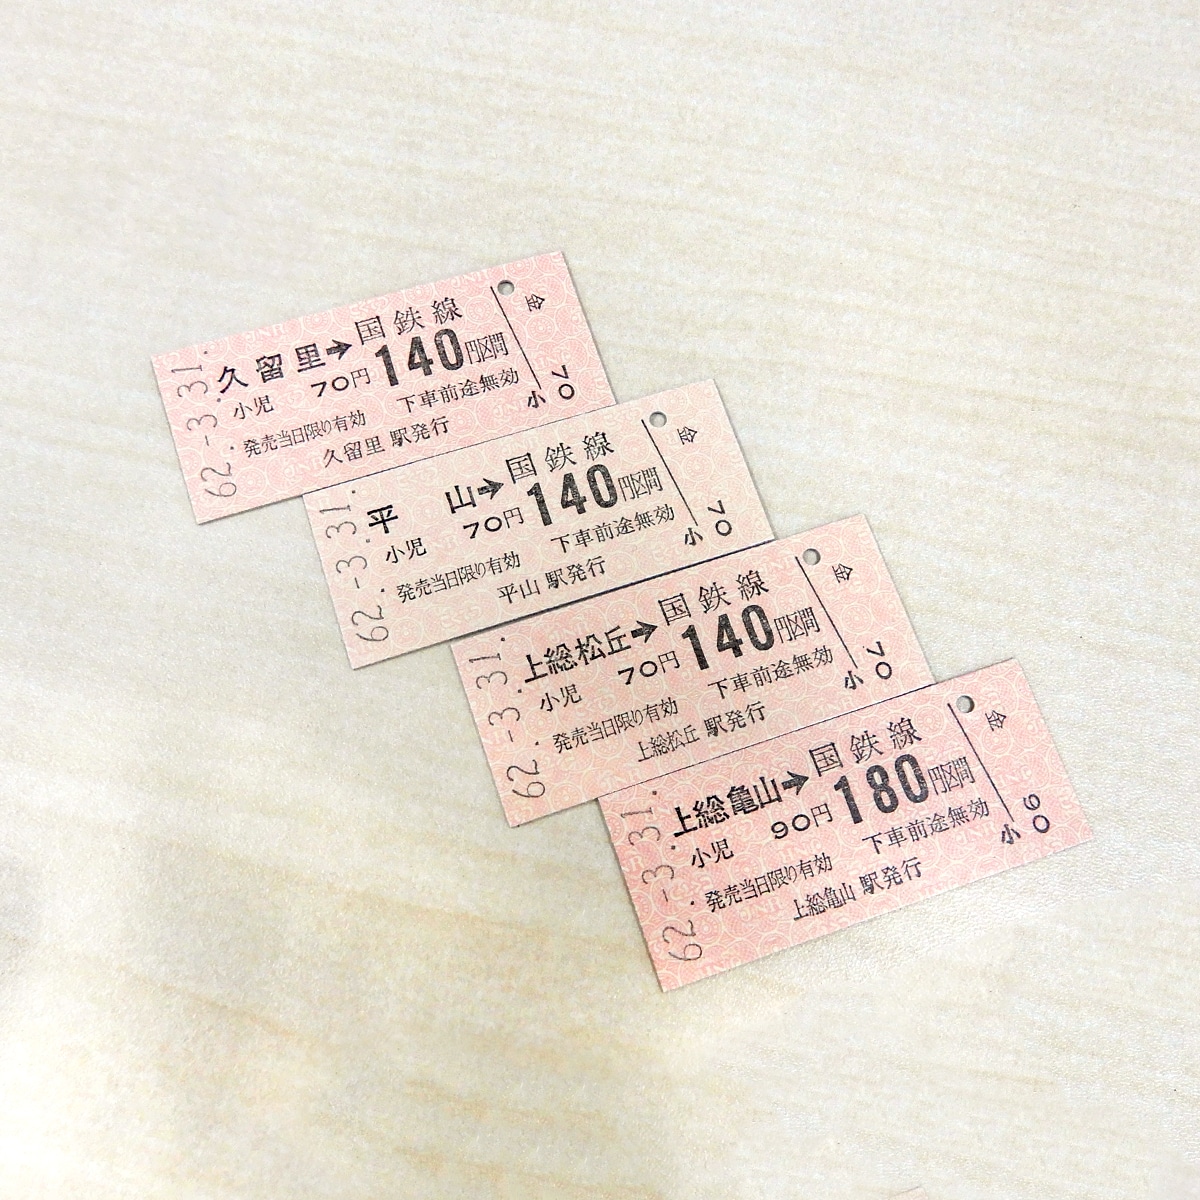 62.-3.31.
久留里→国鉄線
140円区間
小児 70円
下車前途無効
発売当日限り有効
久留里 駅発行
金
小 70
62.-3.31.
平 山→国鉄線
140円区間
小児 70円
下車前途無効
発売当日限り有効
平山 駅発行
金
小 70
62.-3.31.
上総松丘→国鉄線
140円区間
小児 70円
下車前途無効
発売当日限り有効
上総松丘 駅発行
金
小 70
62.-3.31.
上総亀山→国鉄線
180円区間
小児 90円
下車前途無効
発売当日限り有効
上総亀山 駅発行
金
小 90